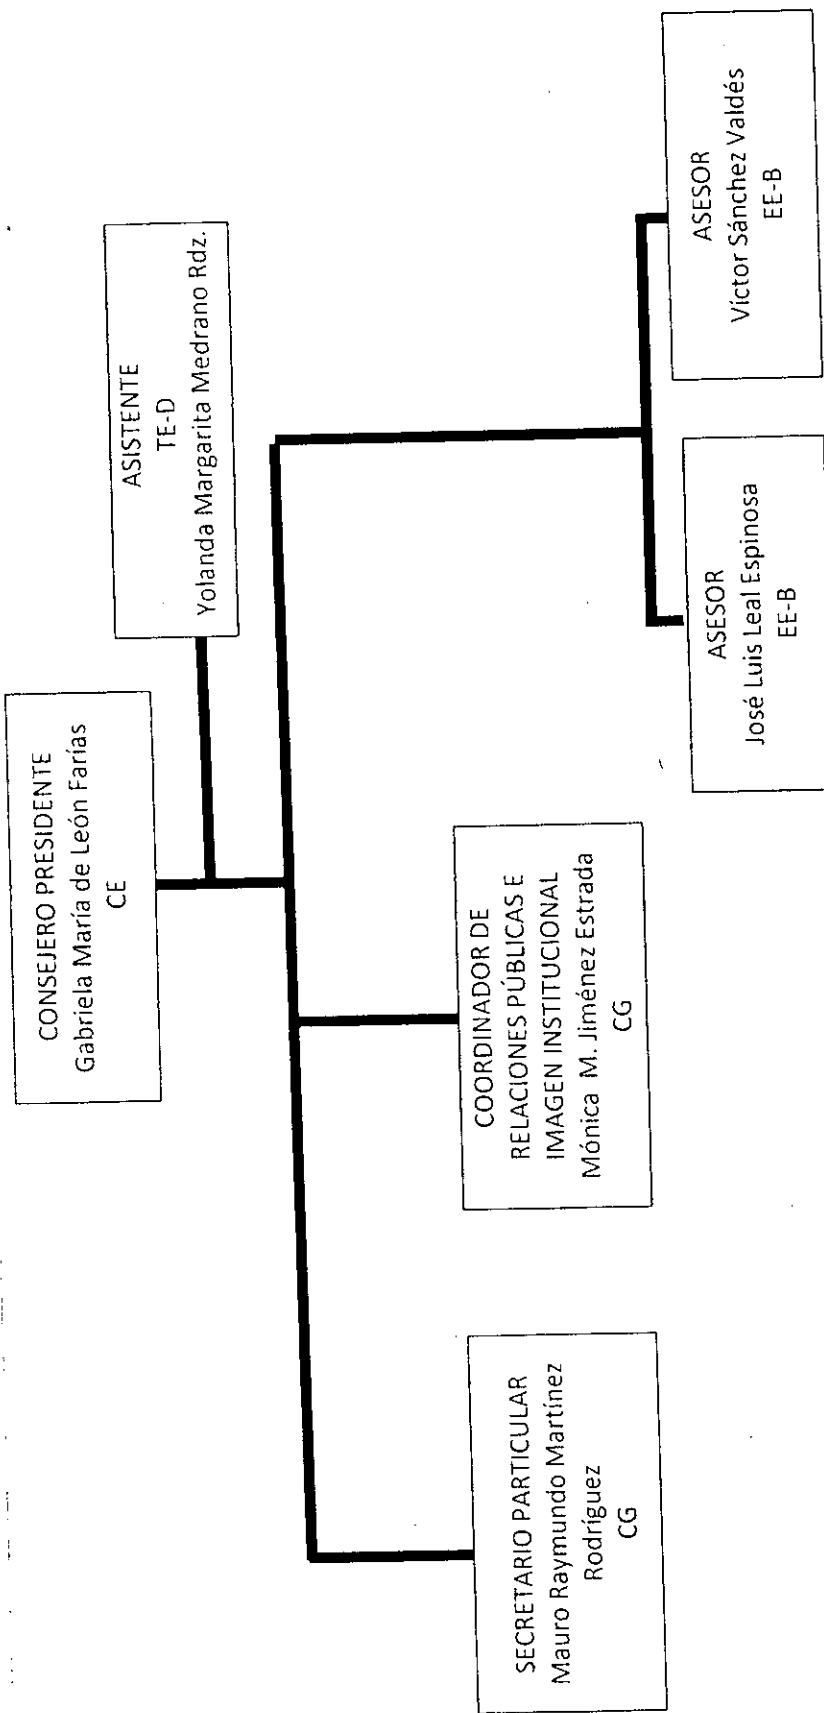 CONSEJERO PRESIDENTE
Gabriela María de León Farías
CE
ASISTENTE
TE-D
Yolanda Margarita Medrano Rdz.
SECRETARIO PARTICULAR
Mauro Raymundo Martínez
Rodríguez
CG
COORDINADOR DE
RELACIONES PÚBLICAS E
IMAGEN INSTITUCIONAL
Mónica M. Jiménez Estrada
CG
ASESOR
José Luis Leal Espinosa
EE-B
ASESOR
Víctor Sánchez Valdés
EE-B